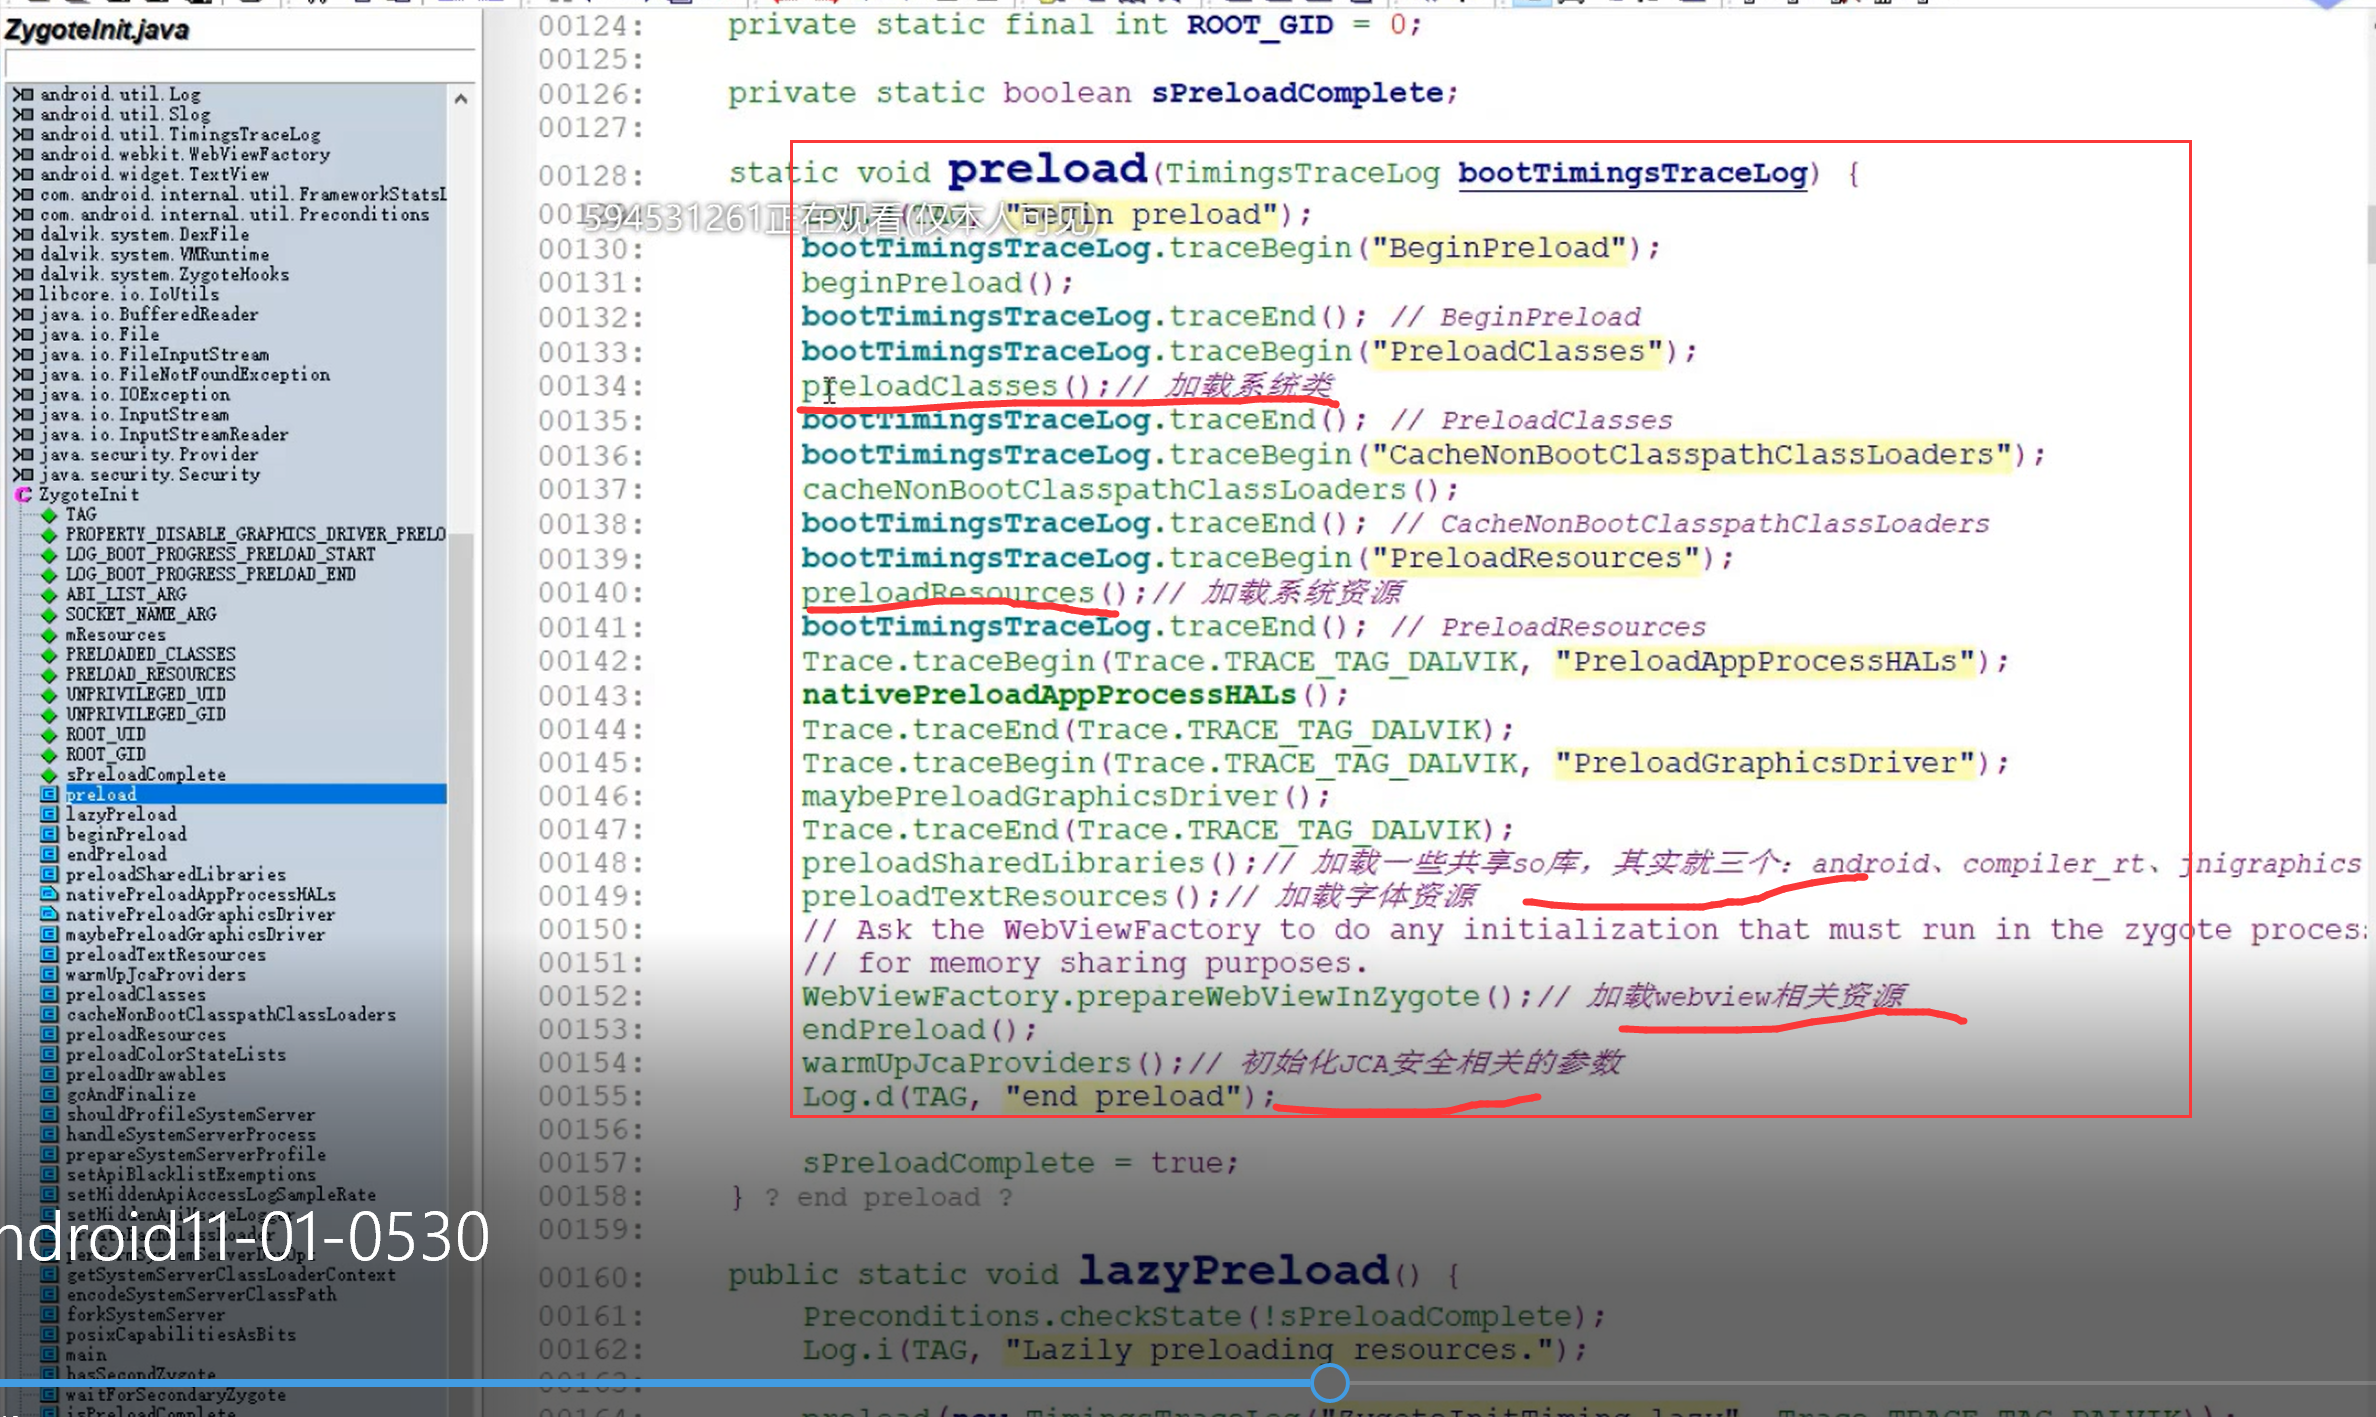 ZygoteInit.java
android.util.Log
android.util.Slog
android.util.TimingsTraceLog
android.webkit.WebViewFactory
android.widget.TextView
com.android.internal.util.FrameworkStatsL
com.android.internal.util.Preconditions
dalvik.system.DexFile
dalvik.system.VMRuntime
dalvik.system.ZygoteHooks
libcore.io.IoUtils
java.io.BufferedReader
java.io.File
java.io.FileInputStream
java.io.FileNotFoundException
java.io.IOException
java.io.InputStream
java.io.InputStreamReader
java.security.Provider
java.security.Security
ZygoteInit
TAG
PROPERTY_DISABLE_GRAPHICS_DRIVER_PRELO
LOG_BOOT_PROGRESS_PRELOAD_START
LOG_BOOT_PROGRESS_PRELOAD_END
ABI_LIST_ARG
SOCKET_NAME_ARG
mResources
PRELOADED_CLASSES
PRELOAD_RESOURCES
UNPRIVILEGED_UID
UNPRIVILEGED_GID
ROOT_UID
ROOT_GID
sPreloadComplete
preload
lazyPreload
beginPreload
endPreload
preloadSharedLibraries
nativePreloadAppProcessHALs
nativePreloadGraphicsDriver
maybePreloadGraphicsDriver
preloadTextResources
warmUpJcaProviders
preloadClasses
cacheNonBootClasspathClassLoaders
preloadResources
preloadColorStateLists
preloadDrawables
gcAndFinalize
shouldProfileSystemServer
handleSystemServerProcess
prepareSystemServerProfile
setApiBlacklistExemptions
setHiddenApiAccessLogSampleRate
setHiddenApiUsageLogger
createPathClassLoader
performSystemServerDexOpt
getSystemServerClassLoaderContext
encodeSystemServerClassPath
forkSystemServer
posixCapabilitiesAsBits
main
hasSecondZygote
waitForSecondaryZygote
isPreloadComplete
ndroid11-01-0530
00124: private static final int ROOT_GID = 0;
00125:
00126: private static boolean sPreloadComplete;
00127:
00128: static void preload(TimingsTraceLog bootTimingsTraceLog) {
594531261正在观看(仅本人可见)
"begin preload");
00130: bootTimingsTraceLog.traceBegin("BeginPreload");
00131: beginPreload();
00132: bootTimingsTraceLog.traceEnd(); // BeginPreload
00133: bootTimingsTraceLog.traceBegin("PreloadClasses");
00134: preloadClasses();// 加载系统类
00135: bootTimingsTraceLog.traceEnd(); // PreloadClasses
00136: bootTimingsTraceLog.traceBegin("CacheNonBootClasspathClassLoaders");
00137: cacheNonBootClasspathClassLoaders();
00138: bootTimingsTraceLog.traceEnd(); // CacheNonBootClasspathClassLoaders
00139: bootTimingsTraceLog.traceBegin("PreloadResources");
00140: preloadResources();// 加载系统资源
00141: bootTimingsTraceLog.traceEnd(); // PreloadResources
00142: Trace.traceBegin(Trace.TRACE_TAG_DALVIK, "PreloadAppProcessHALs");
00143: nativePreloadAppProcessHALs();
00144: Trace.traceEnd(Trace.TRACE_TAG_DALVIK);
00145: Trace.traceBegin(Trace.TRACE_TAG_DALVIK, "PreloadGraphicsDriver");
00146: maybePreloadGraphicsDriver();
00147: Trace.traceEnd(Trace.TRACE_TAG_DALVIK);
00148: preloadSharedLibraries();// 加载一些共享so库，其实就三个：android、compiler_rt、jnigraphics
00149: preloadTextResources();// 加载字体资源
00150: // Ask the WebViewFactory to do any initialization that must run in the zygote proces
00151: // for memory sharing purposes.
00152: WebViewFactory.prepareWebViewInZygote();// 加载webview相关资源
00153: endPreload();
00154: warmUpJcaProviders();// 初始化JCA安全相关的参数
00155: Log.d(TAG, "end preload");
00156:
00157: sPreloadComplete = true;
00158: } ? end preload ?
00159:
00160: public static void lazyPreload() {
00161: Preconditions.checkState(!sPreloadComplete);
00162: Log.i(TAG, "Lazily preloading resources.");
00163: